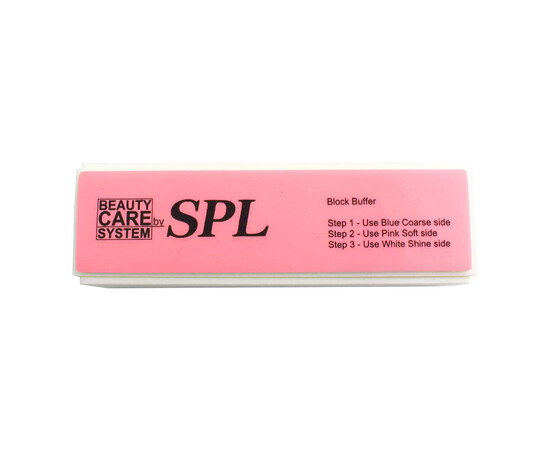 BEAUTY
CARE
SYSTEM
by
SPL
Block Buffer
Step 1 - Use Blue Coarse side
Step 2 - Use Pink Soft side
Step 3 - Use White Shine side